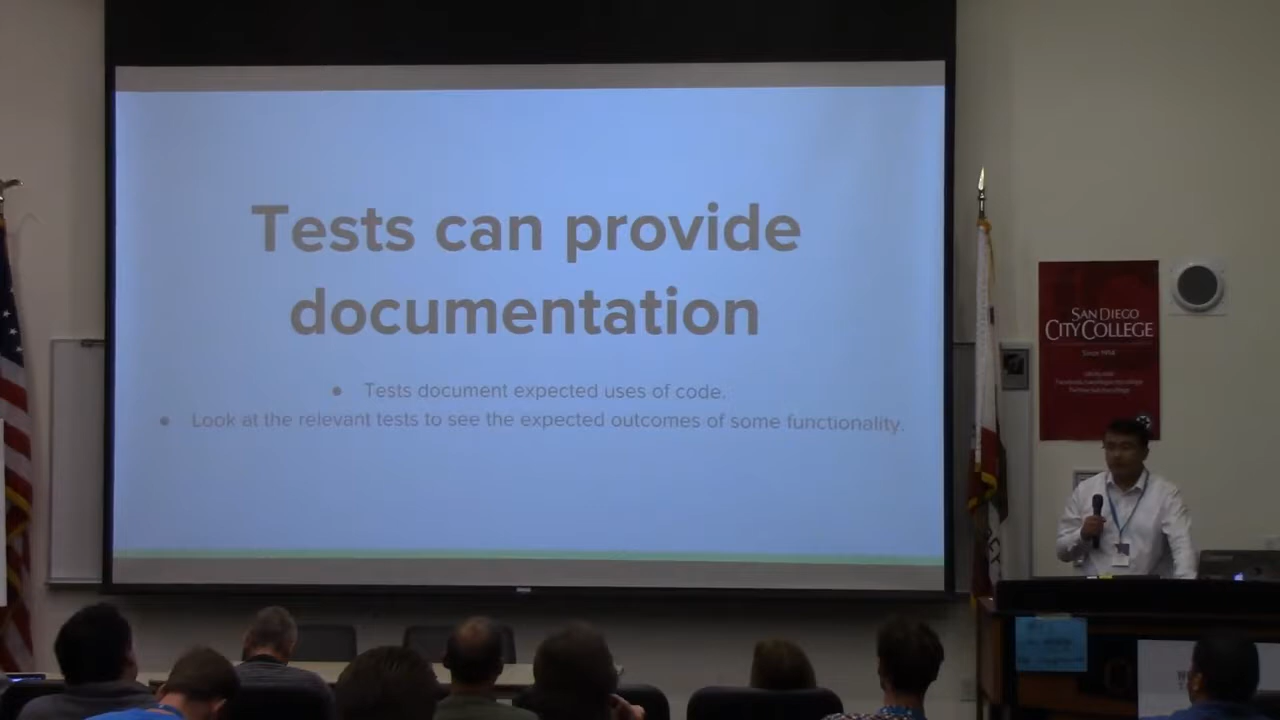 Tests can provide
documentation
● Tests document expected uses of code.
● Look at the relevant tests to see the expected outcomes of some functionality.
SAN DIEGO
CITY COLLEGE
Since 1914